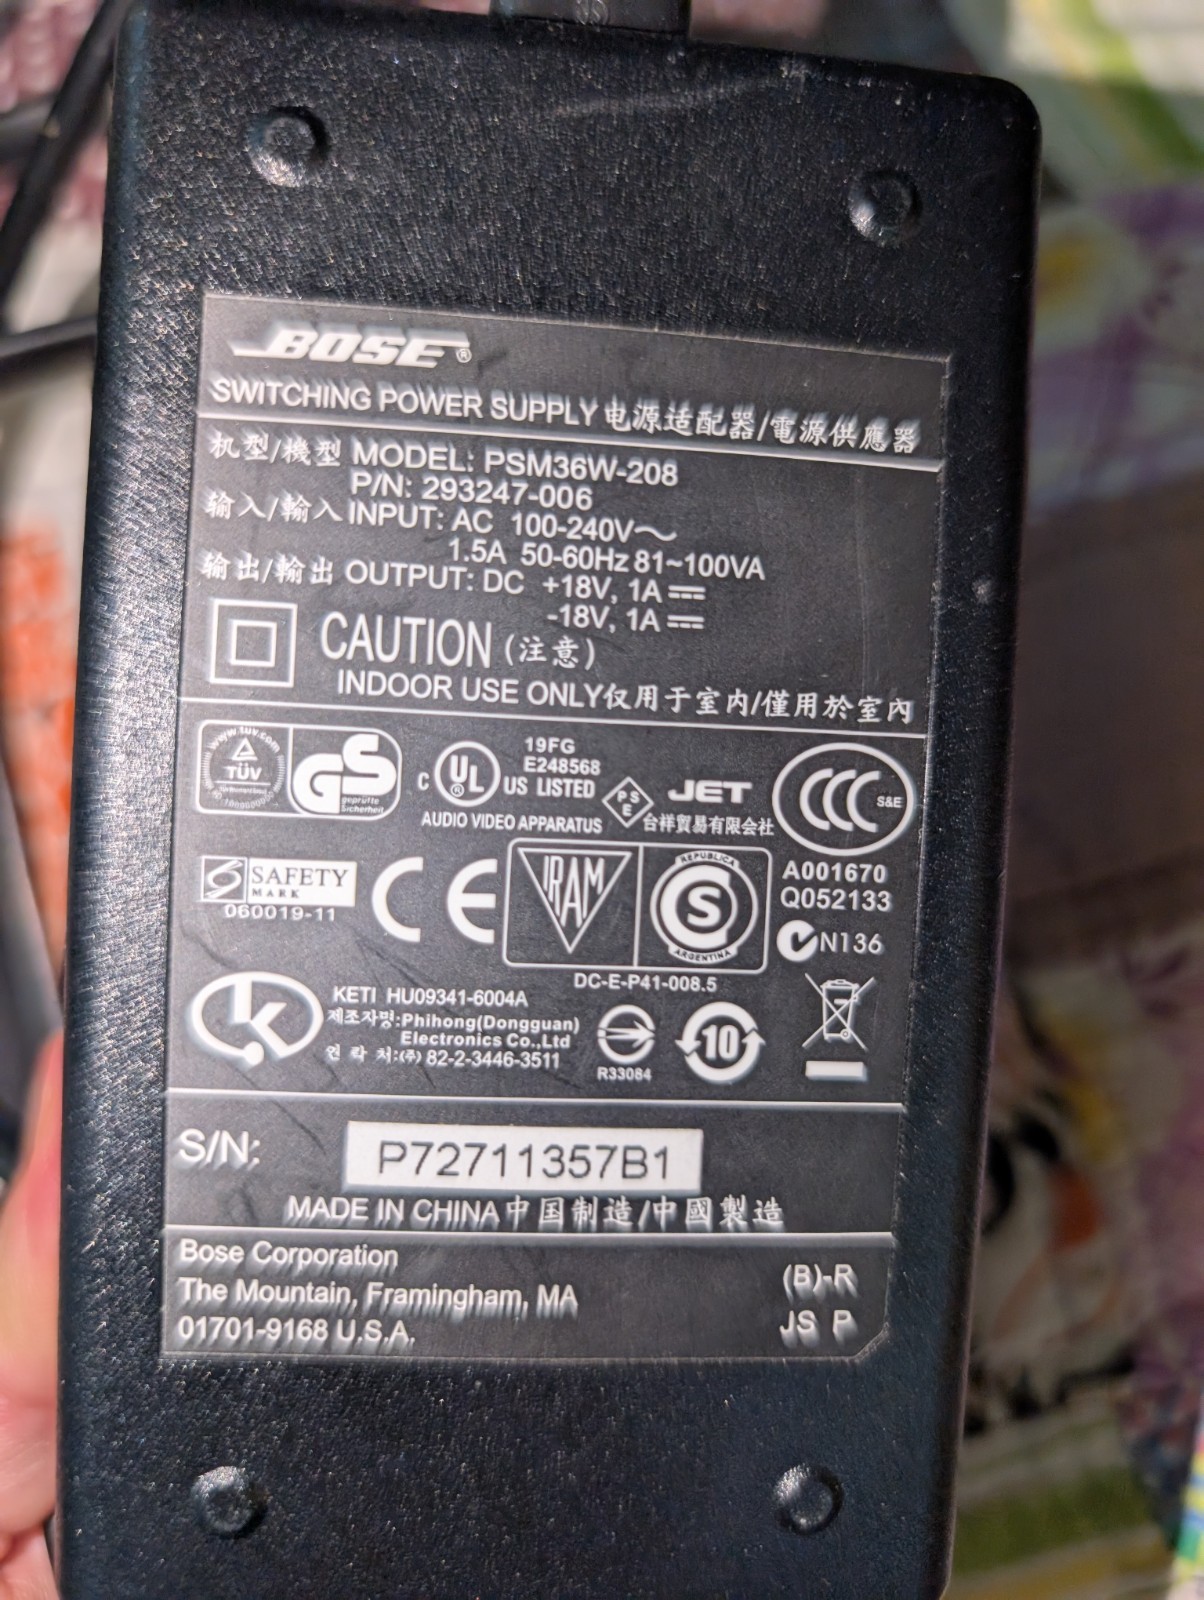 BOSE®
SWITCHING POWER SUPPLY 电源适配器/電源供應器
机型/機型 MODEL: PSM36W-208
P/N: 293247-006
输入/輸入 INPUT: AC 100-240V～
1.5A 50-60Hz 81~100VA
输出/輸出 OUTPUT: DC +18V, 1A
-18V, 1A
CAUTION (注意)
INDOOR USE ONLY仅用于室内/僅用於室內
www.tuv.com
TÜV
GS
geprüfte
Sicherheit
C UL® US LISTED
19FG
E248568
AUDIO VIDEO APPARATUS
PSE
JET
台祥貿易有限会社
CCC S&E
A001670
Q052133
SAFETY
MARK
060019-11
CE
IRAM
REPUBLICA
S
ARGENTINA
DC-E-P41-008.5
N136
KETI HU09341-6004A
제조자명:Phihong(Dongguan)
Electronics Co.,Ltd
연 락 처:(주) 82-2-3446-3511
R33084
10
S/N: P72711357B1
MADE IN CHINA 中国制造/中國製造
Bose Corporation
The Mountain, Framingham, MA
01701-9168 U.S.A.
(B)-R
JS P